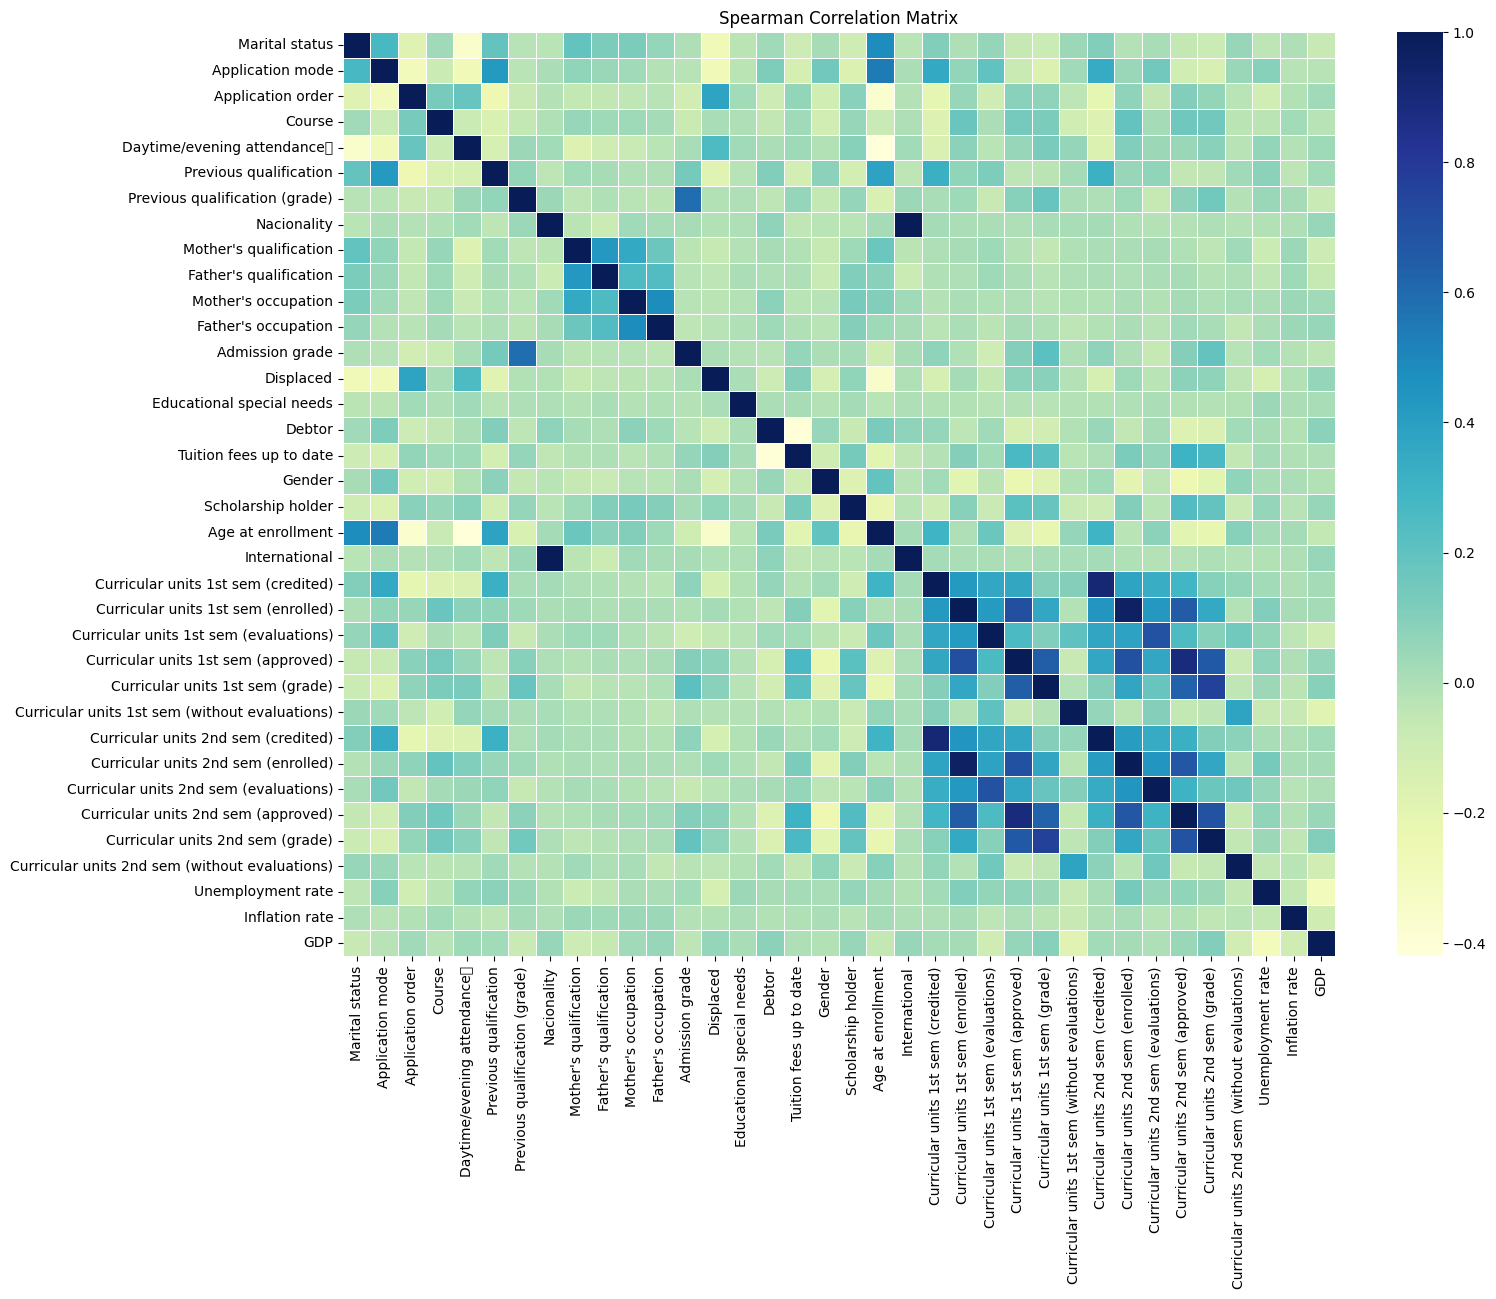 Spearman Correlation Matrix
Marital status
Application mode
Application order
Course
Daytime/evening attendance
Previous qualification
Previous qualification (grade)
Nacionality
Mother's qualification
Father's qualification
Mother's occupation
Father's occupation
Admission grade
Displaced
Educational special needs
Debtor
Tuition fees up to date
Gender
Scholarship holder
Age at enrollment
International
Curricular units 1st sem (credited)
Curricular units 1st sem (enrolled)
Curricular units 1st sem (evaluations)
Curricular units 1st sem (approved)
Curricular units 1st sem (grade)
Curricular units 1st sem (without evaluations)
Curricular units 2nd sem (credited)
Curricular units 2nd sem (enrolled)
Curricular units 2nd sem (evaluations)
Curricular units 2nd sem (approved)
Curricular units 2nd sem (grade)
Curricular units 2nd sem (without evaluations)
Unemployment rate
Inflation rate
GDP
Marital status
Application mode
Application order
Course
Daytime/evening attendance
Previous qualification
Previous qualification (grade)
Nacionality
Mother's qualification
Father's qualification
Mother's occupation
Father's occupation
Admission grade
Displaced
Educational special needs
Debtor
Tuition fees up to date
Gender
Scholarship holder
Age at enrollment
International
Curricular units 1st sem (credited)
Curricular units 1st sem (enrolled)
Curricular units 1st sem (evaluations)
Curricular units 1st sem (approved)
Curricular units 1st sem (grade)
Curricular units 1st sem (without evaluations)
Curricular units 2nd sem (credited)
Curricular units 2nd sem (enrolled)
Curricular units 2nd sem (evaluations)
Curricular units 2nd sem (approved)
Curricular units 2nd sem (grade)
Curricular units 2nd sem (without evaluations)
Unemployment rate
Inflation rate
GDP
1.0
0.8
0.6
0.4
0.2
0.0
−0.2
−0.4